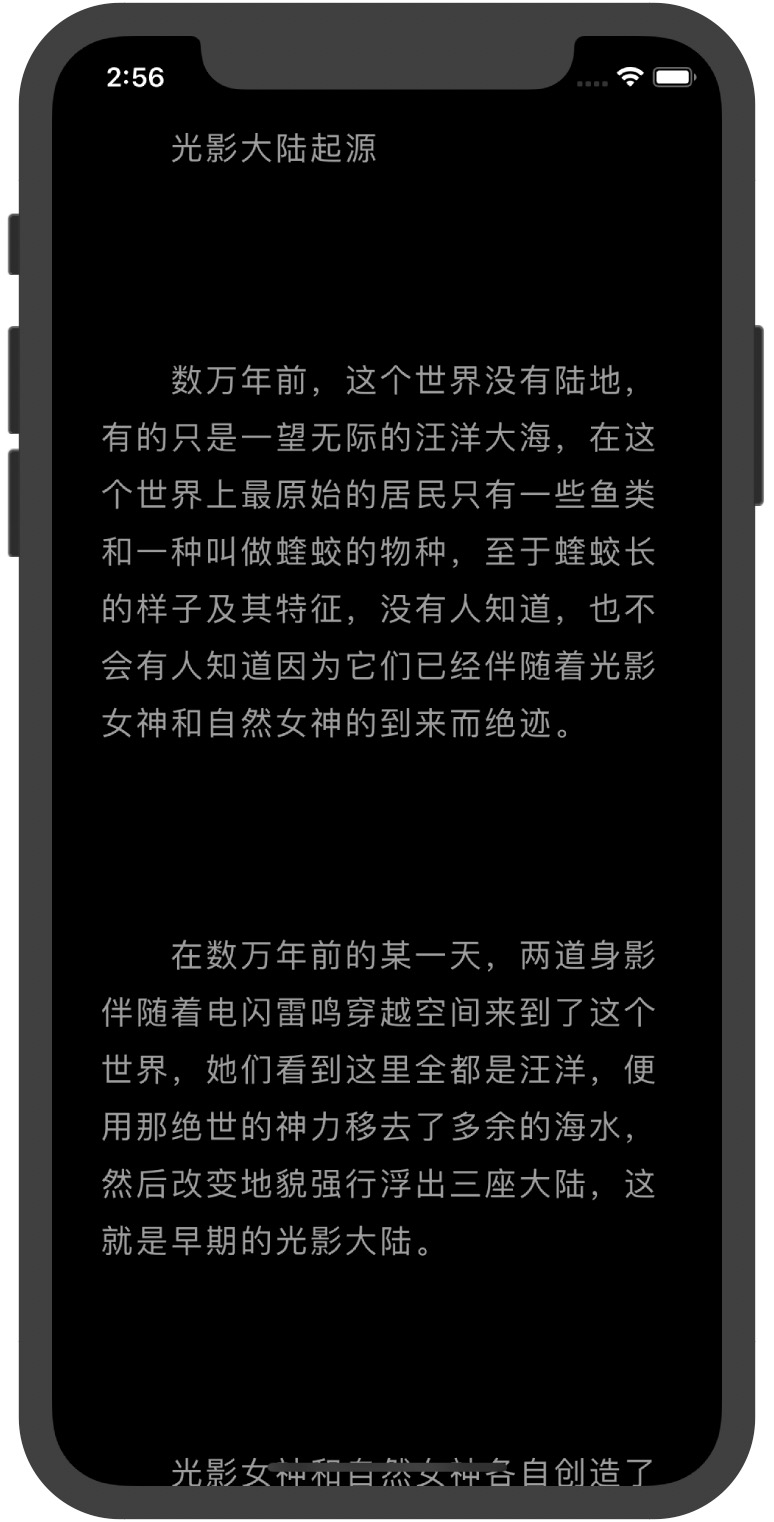 2:56
光影大陆起源
数万年前，这个世界没有陆地，
有的只是一望无际的汪洋大海，在这
个世界上最原始的居民只有一些鱼类
和一种叫做蝰蛟的物种，至于蝰蛟长
的样子及其特征，没有人知道，也不
会有人知道因为它们已经伴随着光影
女神和自然女神的到来而绝迹。
在数万年前的某一天，两道身影
伴随着电闪雷鸣穿越空间来到了这个
世界，她们看到这里全都是汪洋，便
用那绝世的神力移去了多余的海水，
然后改变地貌强行浮出三座大陆，这
就是早期的光影大陆。
光影女神和自然女神各自创造了